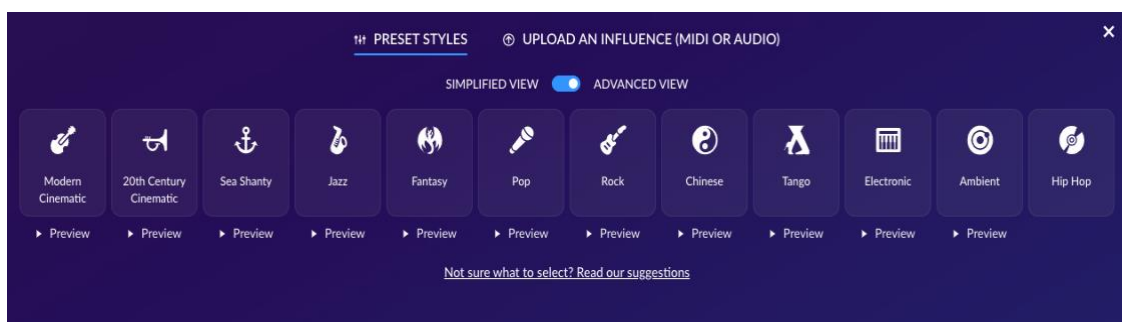 PRESET STYLES UPLOAD AN INFLUENCE (MIDI OR AUDIO)
SIMPLIFIED VIEW ADVANCED VIEW
Modern Cinematic
20th Century Cinematic
Sea Shanty
Jazz
Fantasy
Pop
Rock
Chinese
Tango
Electronic
Ambient
Hip Hop
Preview Preview Preview Preview Preview Preview Preview Preview Preview Preview Preview
Not sure what to select? Read our suggestions